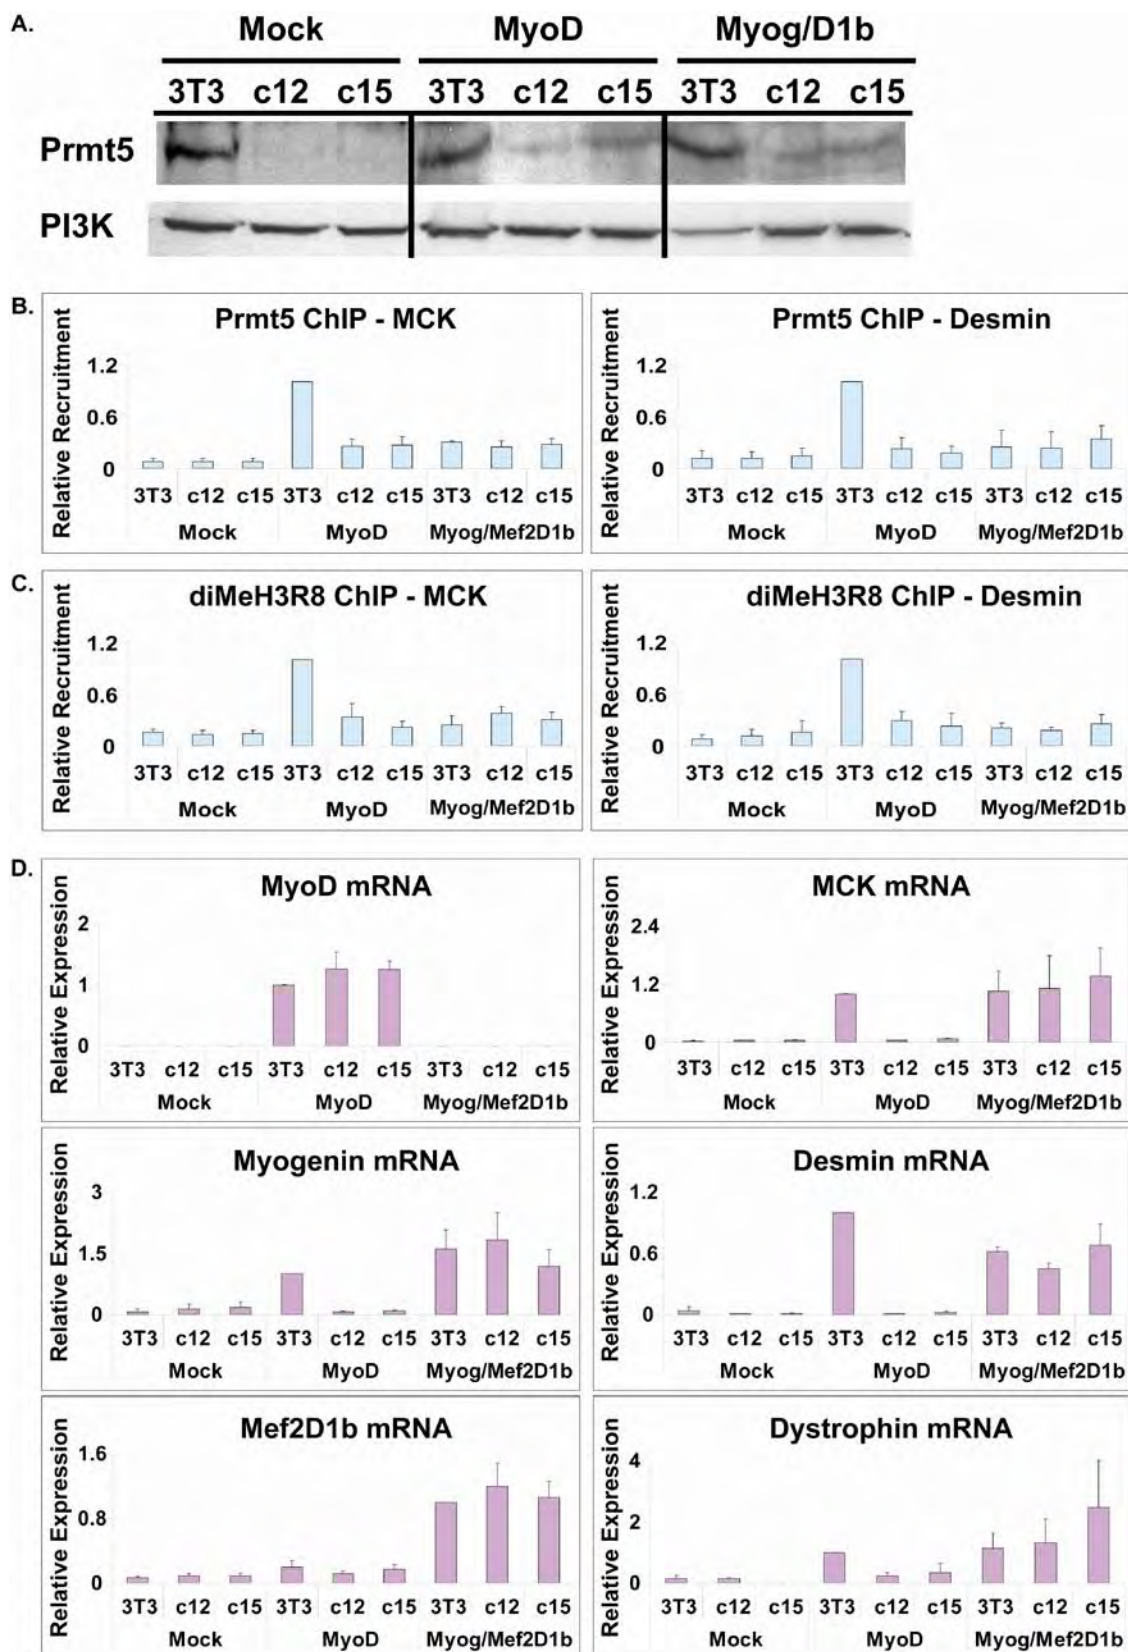 A.
Mock MyoD Myog/D1b
3T3 c12 c15 3T3 c12 c15 3T3 c12 c15
Prmt5
PI3K
B.
Prmt5 ChIP - MCK
Relative Recruitment
1.2
0.6
0
3T3 c12 c15 3T3 c12 c15 3T3 c12 c15
Mock MyoD Myog/Mef2D1b
Prmt5 ChIP - Desmin
Relative Recruitment
1.2
0.6
0
3T3 c12 c15 3T3 c12 c15 3T3 c12 c15
Mock MyoD Myog/Mef2D1b
C.
diMeH3R8 ChIP - MCK
Relative Recruitment
1.2
0.6
0
3T3 c12 c15 3T3 c12 c15 3T3 c12 c15
Mock MyoD Myog/Mef2D1b
diMeH3R8 ChIP - Desmin
Relative Recruitment
1.2
0.6
0
3T3 c12 c15 3T3 c12 c15 3T3 c12 c15
Mock MyoD Myog/Mef2D1b
D.
MyoD mRNA
Relative Expression
2
1
0
3T3 c12 c15 3T3 c12 c15 3T3 c12 c15
Mock MyoD Myog/Mef2D1b
MCK mRNA
Relative Expression
2.4
1.2
0
3T3 c12 c15 3T3 c12 c15 3T3 c12 c15
Mock MyoD Myog/Mef2D1b
Myogenin mRNA
Relative Expression
3
1.5
0
3T3 c12 c15 3T3 c12 c15 3T3 c12 c15
Mock MyoD Myog/Mef2D1b
Desmin mRNA
Relative Expression
1.2
0.6
0
3T3 c12 c15 3T3 c12 c15 3T3 c12 c15
Mock MyoD Myog/Mef2D1b
Mef2D1b mRNA
Relative Expression
1.6
0.8
0
3T3 c12 c15 3T3 c12 c15 3T3 c12 c15
Mock MyoD Myog/Mef2D1b
Dystrophin mRNA
Relative Expression
4
2
0
3T3 c12 c15 3T3 c12 c15 3T3 c12 c15
Mock MyoD Myog/Mef2D1b